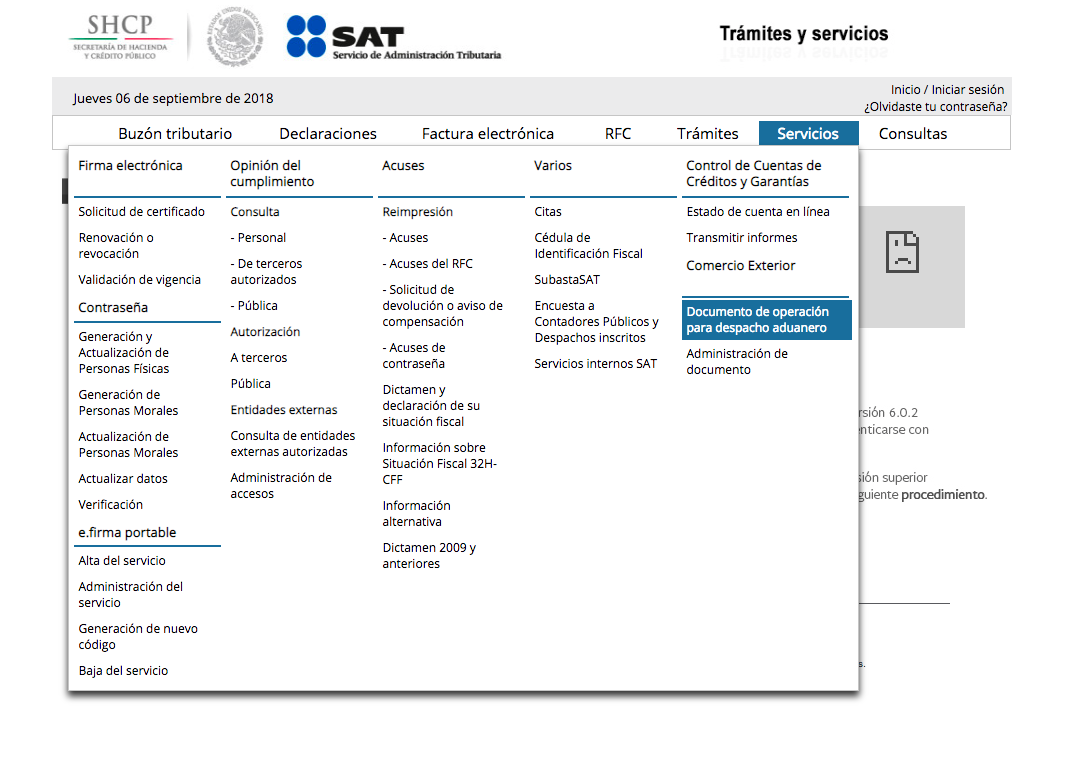 SHCP
SECRETARÍA DE HACIENDA
Y CRÉDITO PÚBLICO
SAT
Servicio de Administración Tributaria
Trámites y servicios
Jueves 06 de septiembre de 2018
Inicio / Iniciar sesión
¿Olvidaste tu contraseña?
Buzón tributario
Declaraciones
Factura electrónica
RFC
Trámites
Servicios
Consultas
Firma electrónica
Solicitud de certificado
Renovación o
revocación
Validación de vigencia
Contraseña
Generación y
Actualización de
Personas Físicas
Generación de
Personas Morales
Actualización de
Personas Morales
Actualizar datos
Verificación
e.firma portable
Alta del servicio
Administración del
servicio
Generación de nuevo
código
Baja del servicio
Opinión del
cumplimiento
Consulta
- Personal
- De terceros
autorizados
- Pública
Autorización
A terceros
Pública
Entidades externas
Consulta de entidades
externas autorizadas
Administración de
accesos
Acuses
Reimpresión
- Acuses
- Acuses del RFC
- Solicitud de
devolución o aviso de
compensación
- Acuses de
contraseña
Dictamen y
declaración de su
situación fiscal
Información sobre
Situación Fiscal 32H-
CFF
Información
alternativa
Dictamen 2009 y
anteriores
Varios
Citas
Cédula de
Identificación Fiscal
SubastaSAT
Encuesta a
Contadores Públicos y
Despachos inscritos
Servicios internos SAT
Control de Cuentas de
Créditos y Garantías
Estado de cuenta en línea
Transmitir informes
Comercio Exterior
Documento de operación
para despacho aduanero
Administración de
documento
rsión 6.0.2
enticarse con
sión superior
guiente procedimiento.
s.